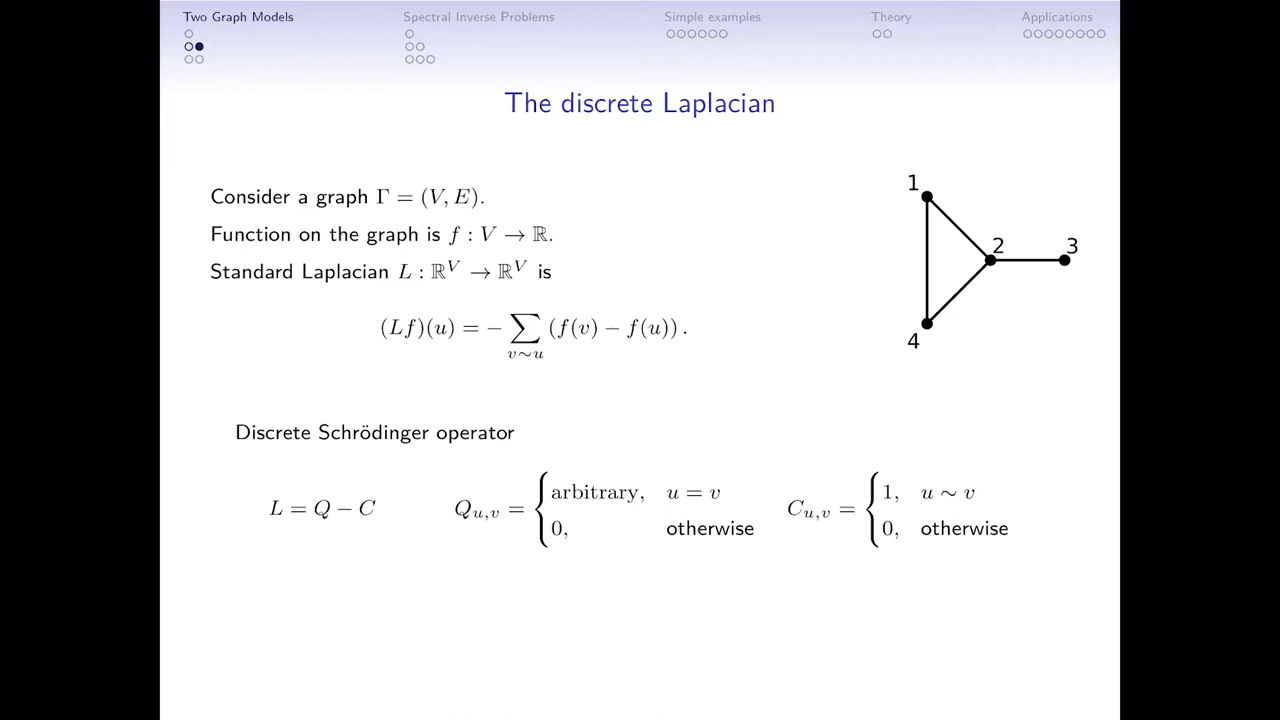 Two Graph Models Spectral Inverse Problems Simple examples Theory Applications
The discrete Laplacian
Consider a graph Γ = (V, E).
Function on the graph is f : V → ℝ.
Standard Laplacian L : ℝ^V → ℝ^V is
(Lf)(u) = − ∑_{v∼u} (f(v) − f(u)) .
1
2
3
4
Discrete Schrödinger operator
L = Q − C Q_{u,v} = { arbitrary, u = v C_{u,v} = { 1, u ∼ v
0, otherwise 0, otherwise